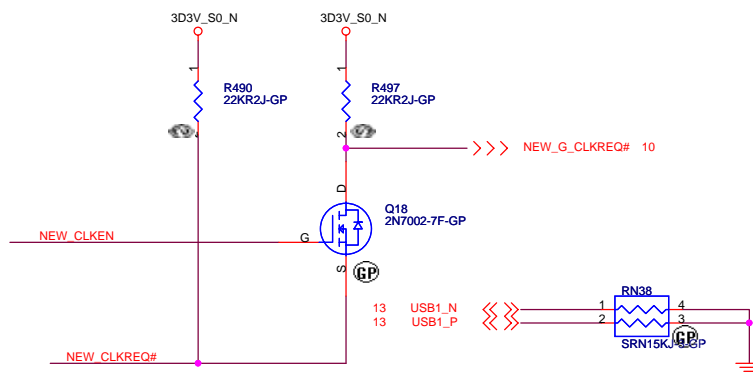 3D3V_S0_N 3D3V_S0_N
1 1
R490 R497
22KR2J-GP 22KR2J-GP
2
NEW_G_CLKREQ# 10
D
Q18
2N7002-7F-GP
NEW_CLKEN G
S GP
RN38
13 USB1_N 1 4
13 USB1_P 2 3
GP
NEW_CLKREQ#